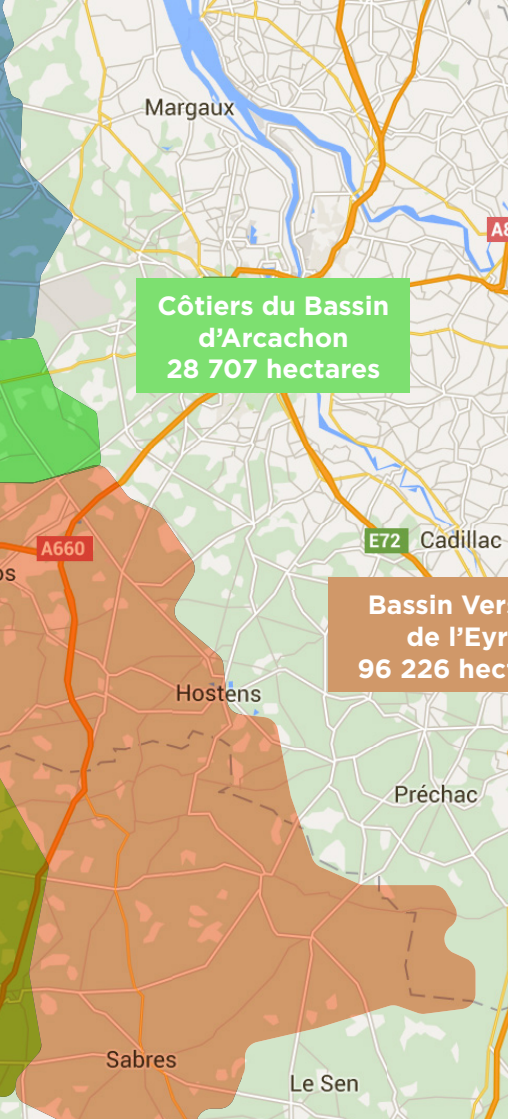 Margaux
A8
Côtiers du Bassin
d'Arcachon
28 707 hectares
E72
Cadillac
A660
os
Bassin Vers
de l'Eyr
96 226 hect
Hostens
Préchac
Sabres
Le Sen